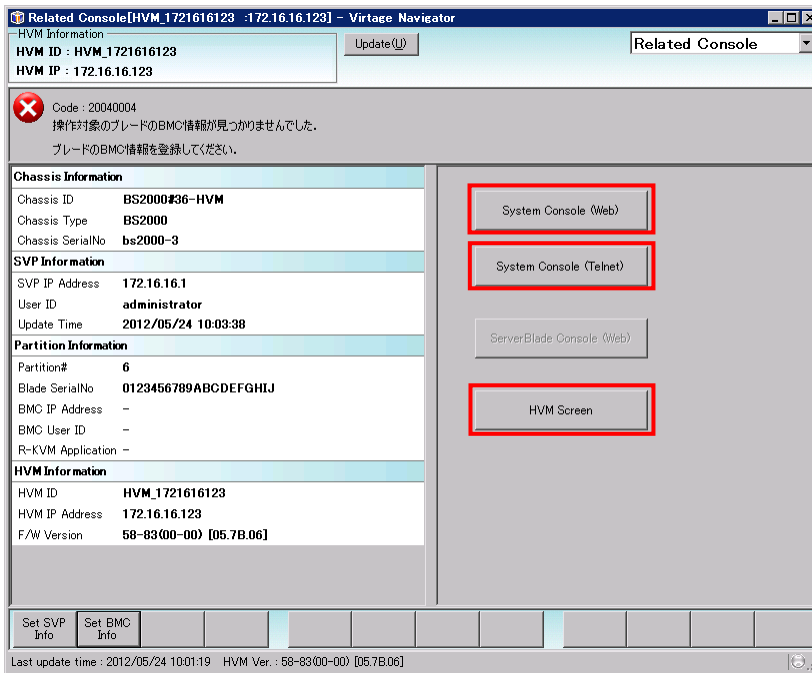 Related Console[HVM_1721616123 :172.16.16.123] - Virtage Navigator
HVM Information
HVM ID : HVM_1721616123
HVM IP : 172.16.16.123
Update(U)
Related Console
Code : 20040004
操作対象のブレードのBMC情報が見つかりませんでした.
ブレードのBMC情報を登録してください.
Chassis Information
Chassis ID BS2000#36-HVM
Chassis Type BS2000
Chassis SerialNo bs2000-3
SVP Information
SVP IP Address 172.16.16.1
User ID administrator
Update Time 2012/05/24 10:03:38
Partition Information
Partition# 6
Blade SerialNo 0123456789ABCDEFGHIJ
BMC IP Address -
BMC User ID -
R-KVM Application -
HVM Information
HVM ID HVM_1721616123
HVM IP Address 172.16.16.123
F/W Version 58-83(00-00) [05.7B.06]
System Console (Web)
System Console (Telnet)
ServerBlade Console (Web)
HVM Screen
Set SVP Info
Set BMC Info
Last update time : 2012/05/24 10:01:19 HVM Ver. : 58-83(00-00) [05.7B.06]